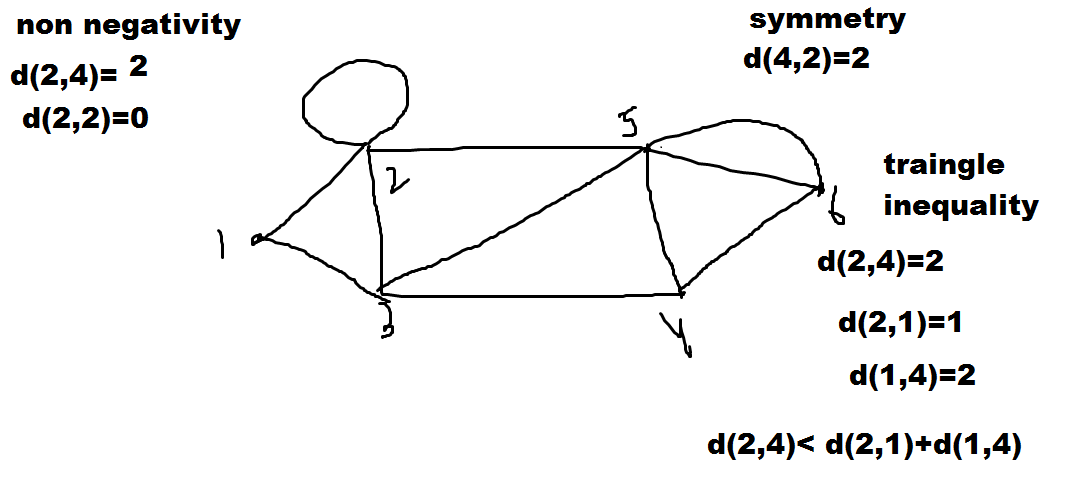 non negativity
d(2,4)= 2
d(2,2)=0
symmetry
d(4,2)=2
5
2
1
3
4
6
traingle
inequality
d(2,4)=2
d(2,1)=1
d(1,4)=2
d(2,4)< d(2,1)+d(1,4)